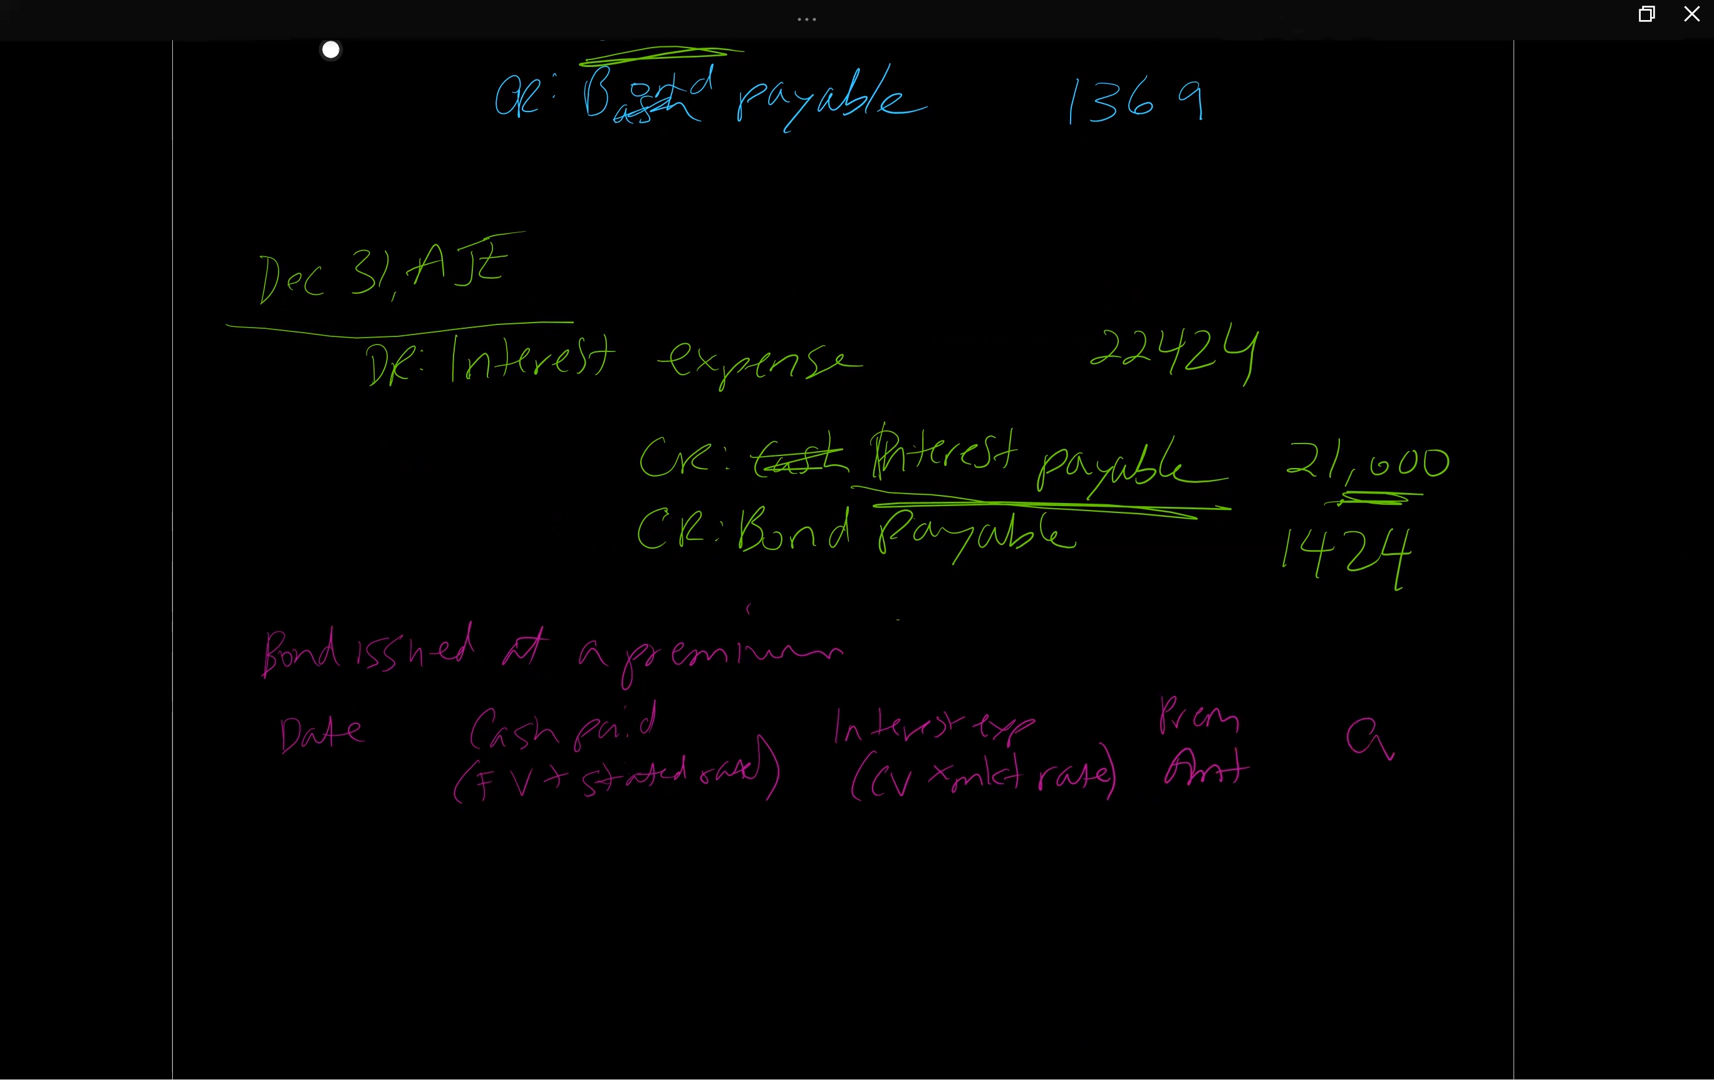 CR: Bond payable 1369
Dec 31, AJE
DR: Interest expense 22424
CR: Cash Interest payable 21,000
CR: Bond Payable 1424
Bond issued at a premium
Date Cash paid Interest exp Prem a
(FV + stated rate) (CV x mkt rate) Amt